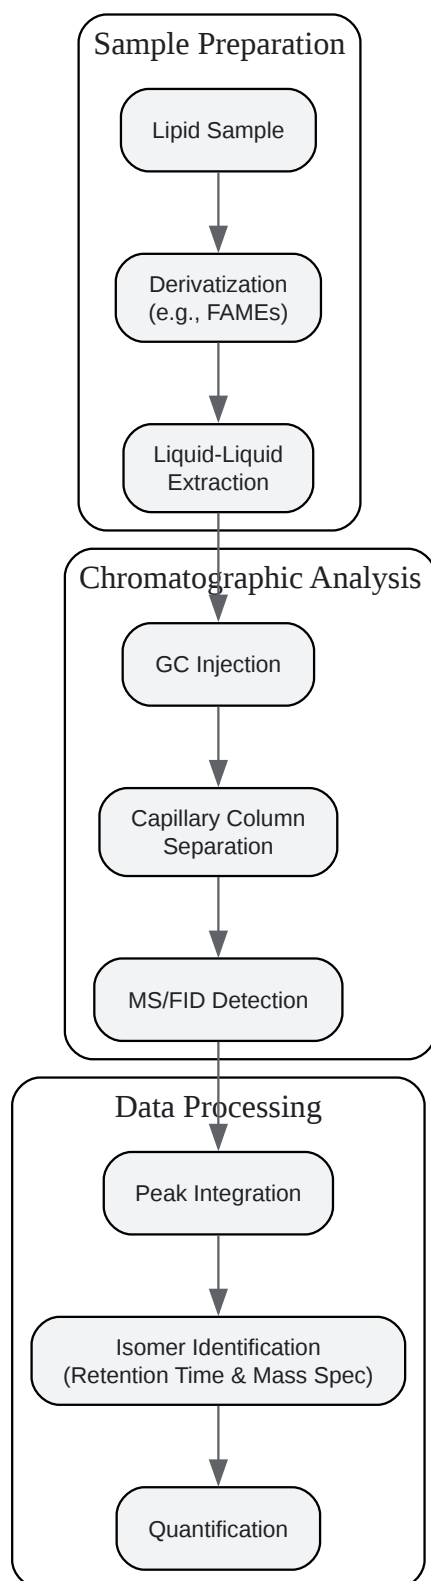 Sample Preparation
Lipid Sample
Derivatization
(e.g., FAMEs)
Liquid-Liquid
Extraction
Chromatographic Analysis
GC Injection
Capillary Column
Separation
MS/FID Detection
Data Processing
Peak Integration
Isomer Identification
(Retention Time & Mass Spec)
Quantification